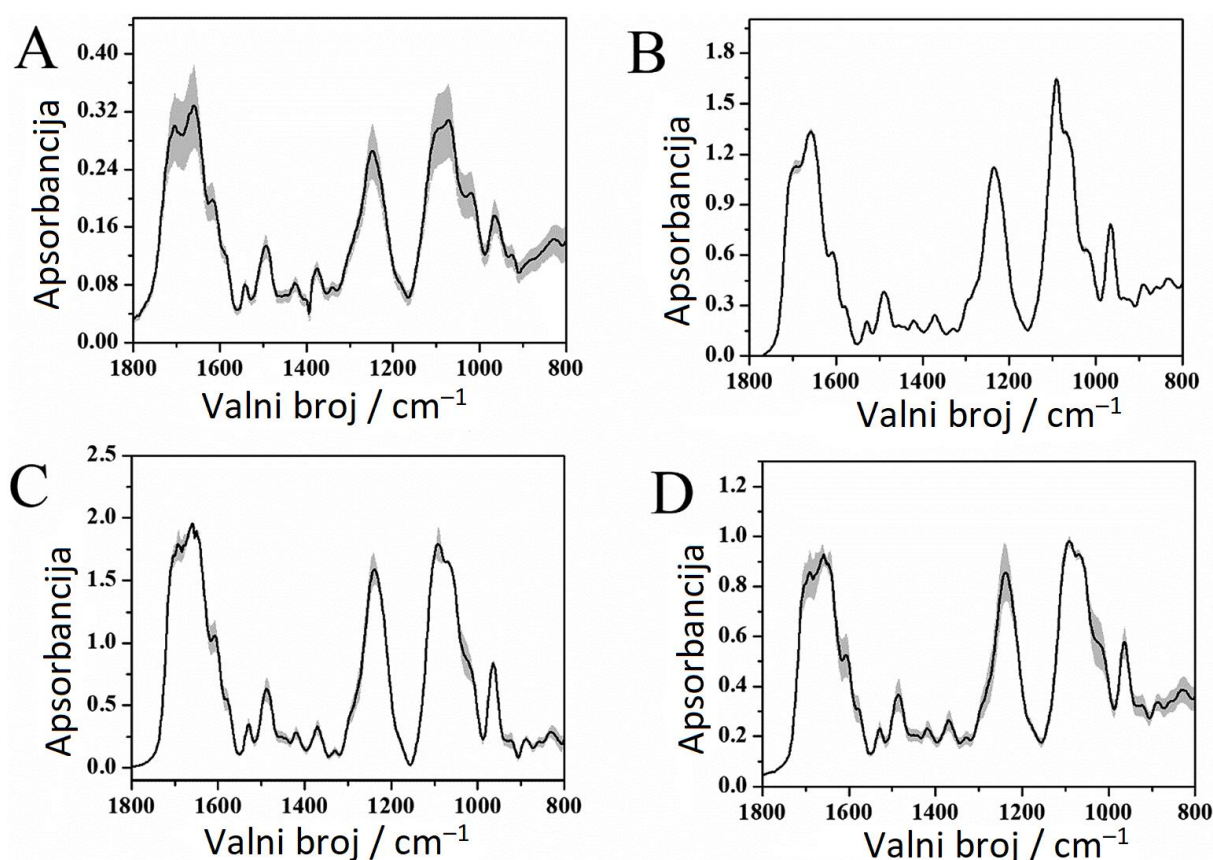 A
Apsorbancija
0.40
0.32
0.24
0.16
0.08
0.00
1800 1600 1400 1200 1000 800
Valni broj / cm⁻¹
B
Apsorbancija
1.8
1.5
1.2
0.9
0.6
0.3
0.0
1800 1600 1400 1200 1000 800
Valni broj / cm⁻¹
C
Apsorbancija
2.5
2.0
1.5
1.0
0.5
0.0
1800 1600 1400 1200 1000 800
Valni broj / cm⁻¹
D
Apsorbancija
1.2
1.0
0.8
0.6
0.4
0.2
0.0
1800 1600 1400 1200 1000 800
Valni broj / cm⁻¹